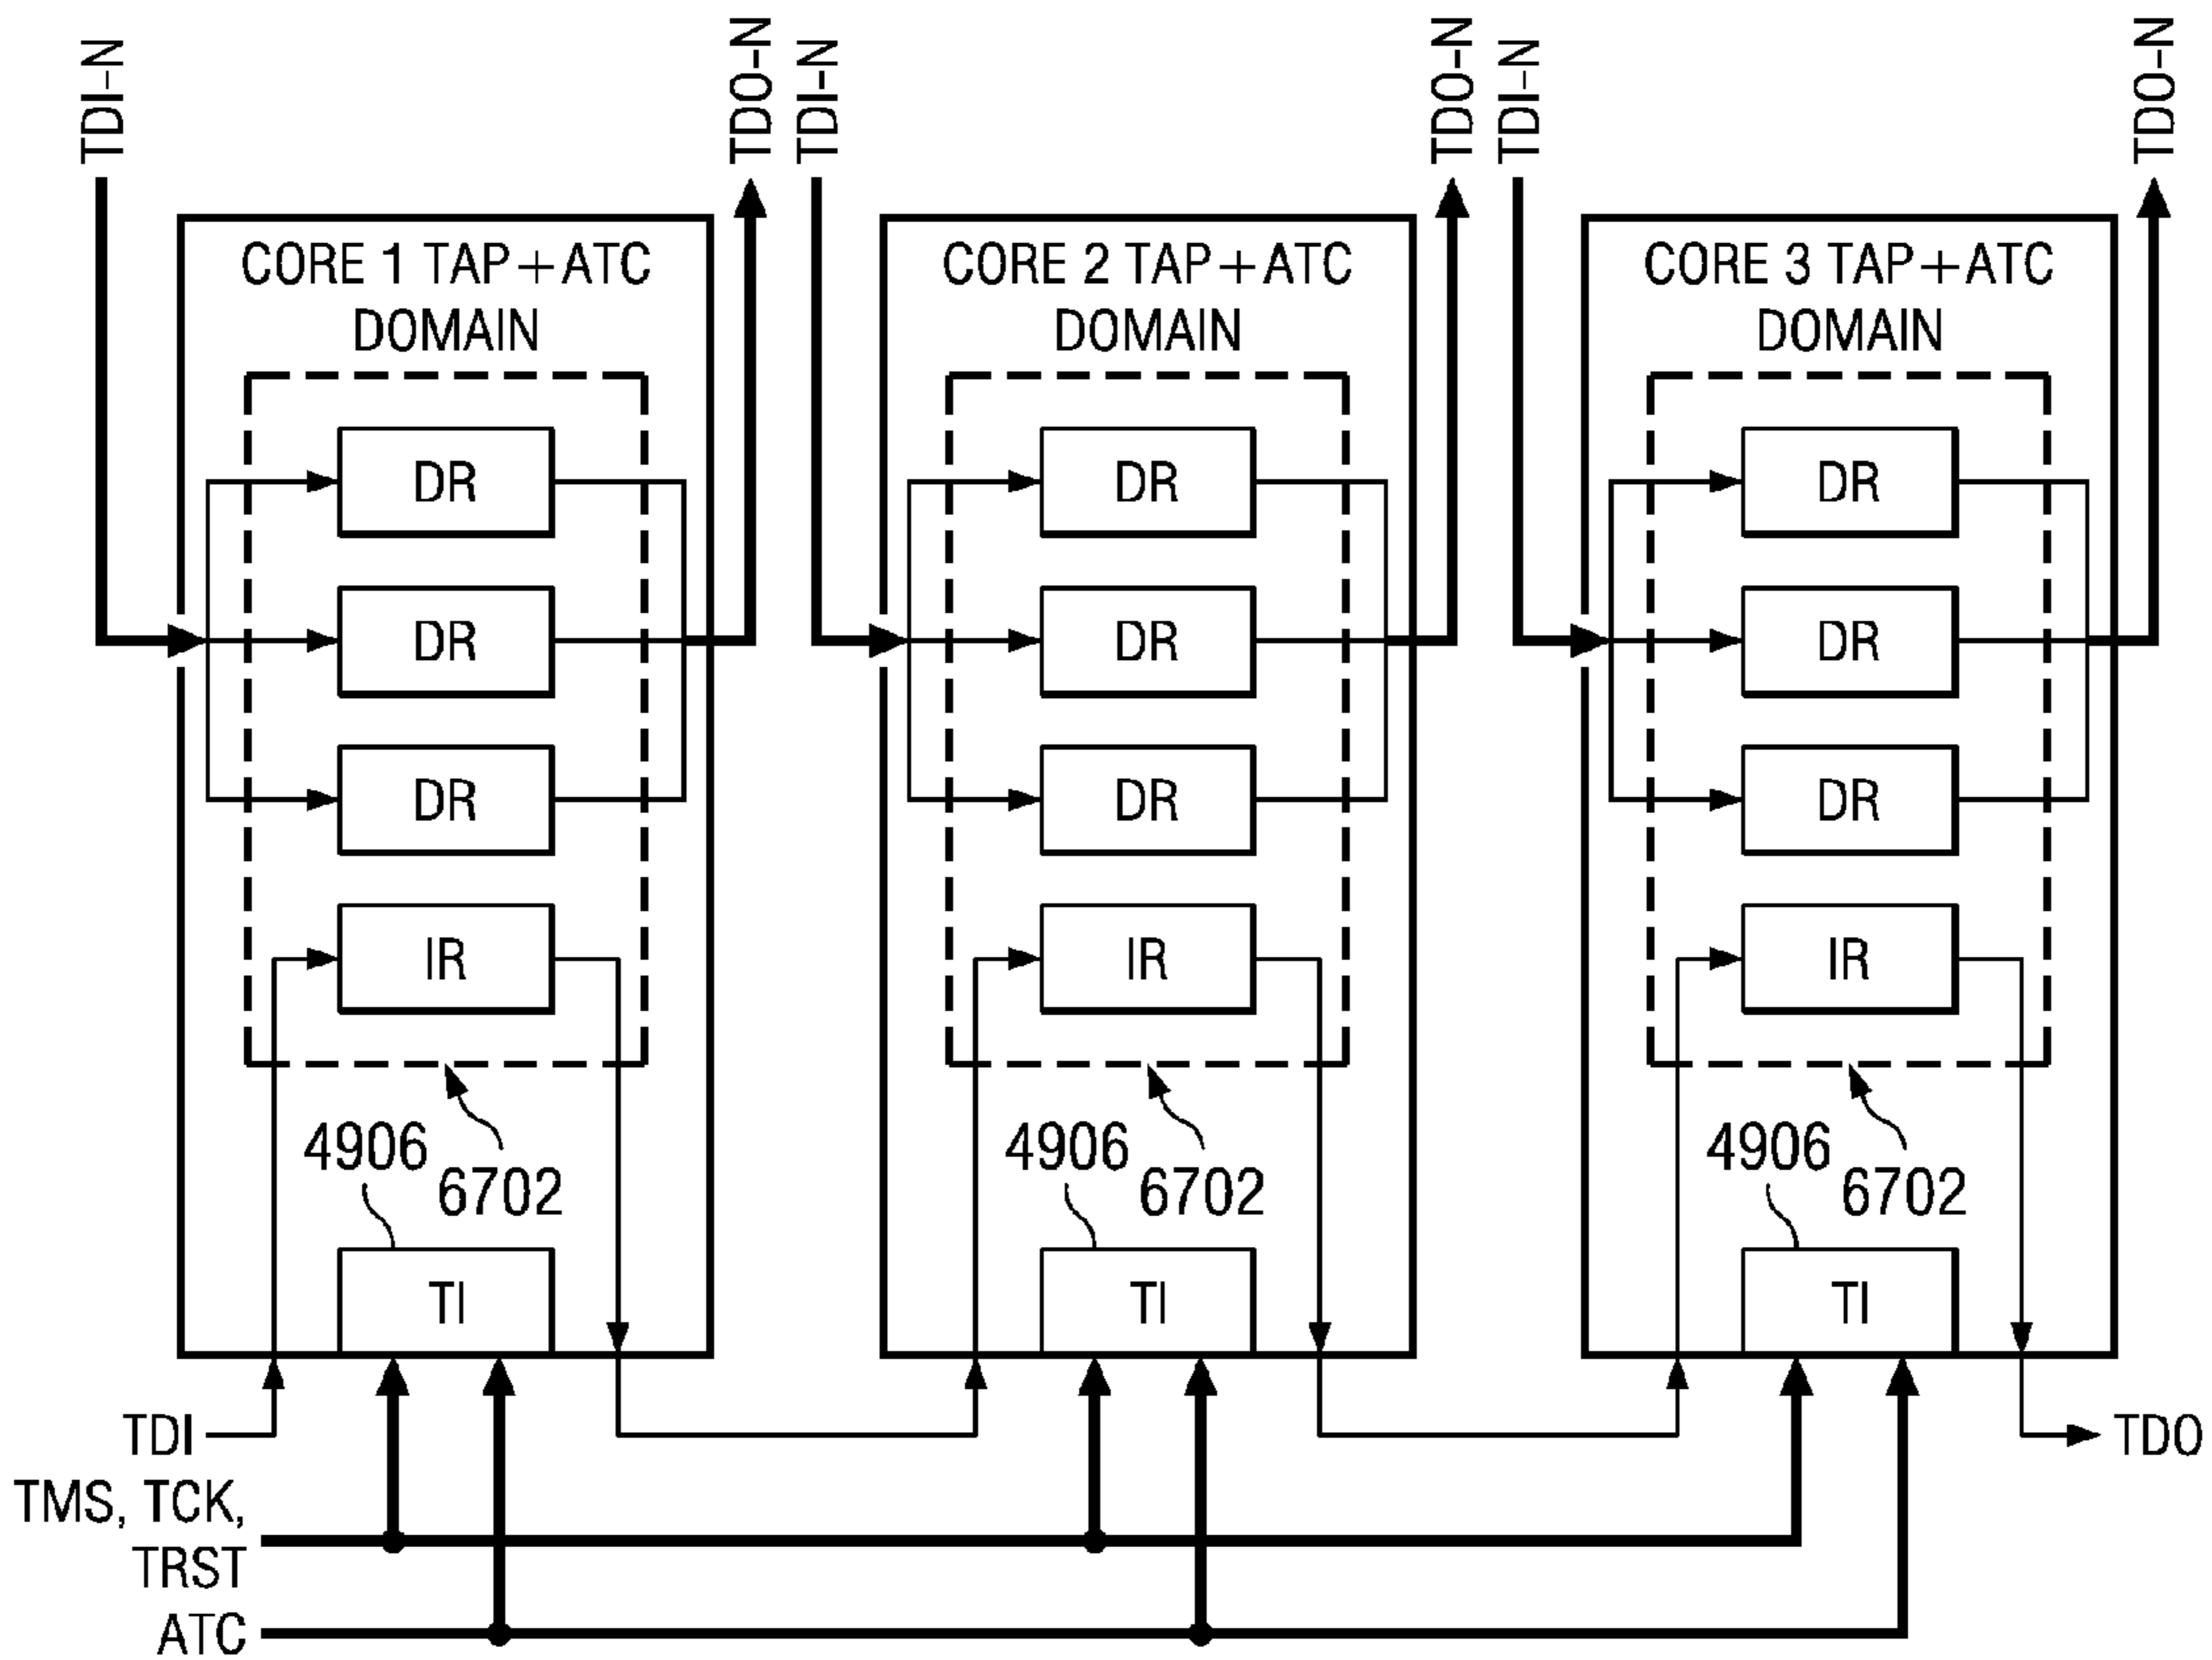 TDI-N
TDO-N
TDI-N
TDO-N
TDI-N
TDO-N
CORE 1 TAP+ATC
DOMAIN
DR
DR
DR
IR
4906
6702
TI
CORE 2 TAP+ATC
DOMAIN
DR
DR
DR
IR
4906
6702
TI
CORE 3 TAP+ATC
DOMAIN
DR
DR
DR
IR
4906
6702
TI
TDI
TDO
TMS, TCK,
TRST
ATC